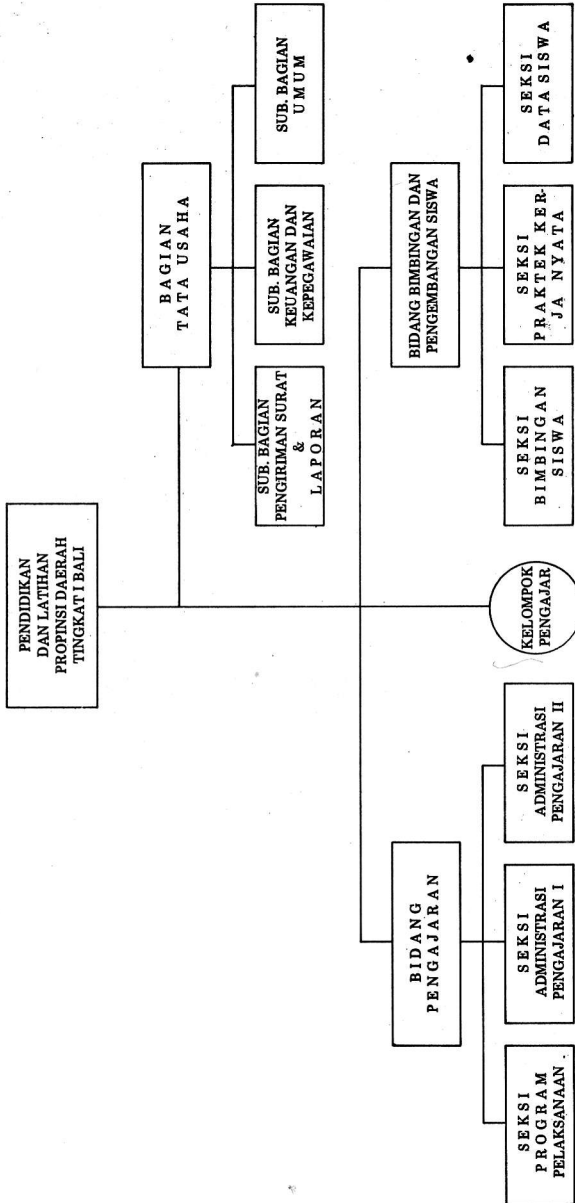 PENDIDIKAN
DAN LATIHAN
PROPINSI DAERAH
TINGKAT I BALI
BAGIAN
TATA USAHA
SUB. BAGIAN
PENGIRIMAN SURAT
&
LAPORAN
SUB. BAGIAN
KEUANGAN DAN
KEPEGAWAIAN
SUB. BAGIAN
UMUM
BIDANG
PENGAJARAN
BIDANG BIMBINGAN DAN
PENGEMBANGAN SISWA
SEKSI
PROGRAM
PELAKSANAAN.
SEKSI
ADMINISTRASI
PENGAJARAN I
SEKSI
ADMINISTRASI
PENGAJARAN II
KELOMPOK
PENGAJAR
SEKSI
BIMBINGAN
SISWA
SEKSI
PRAKTEK KER-
JA NYATA
SEKSI
DATA SISWA